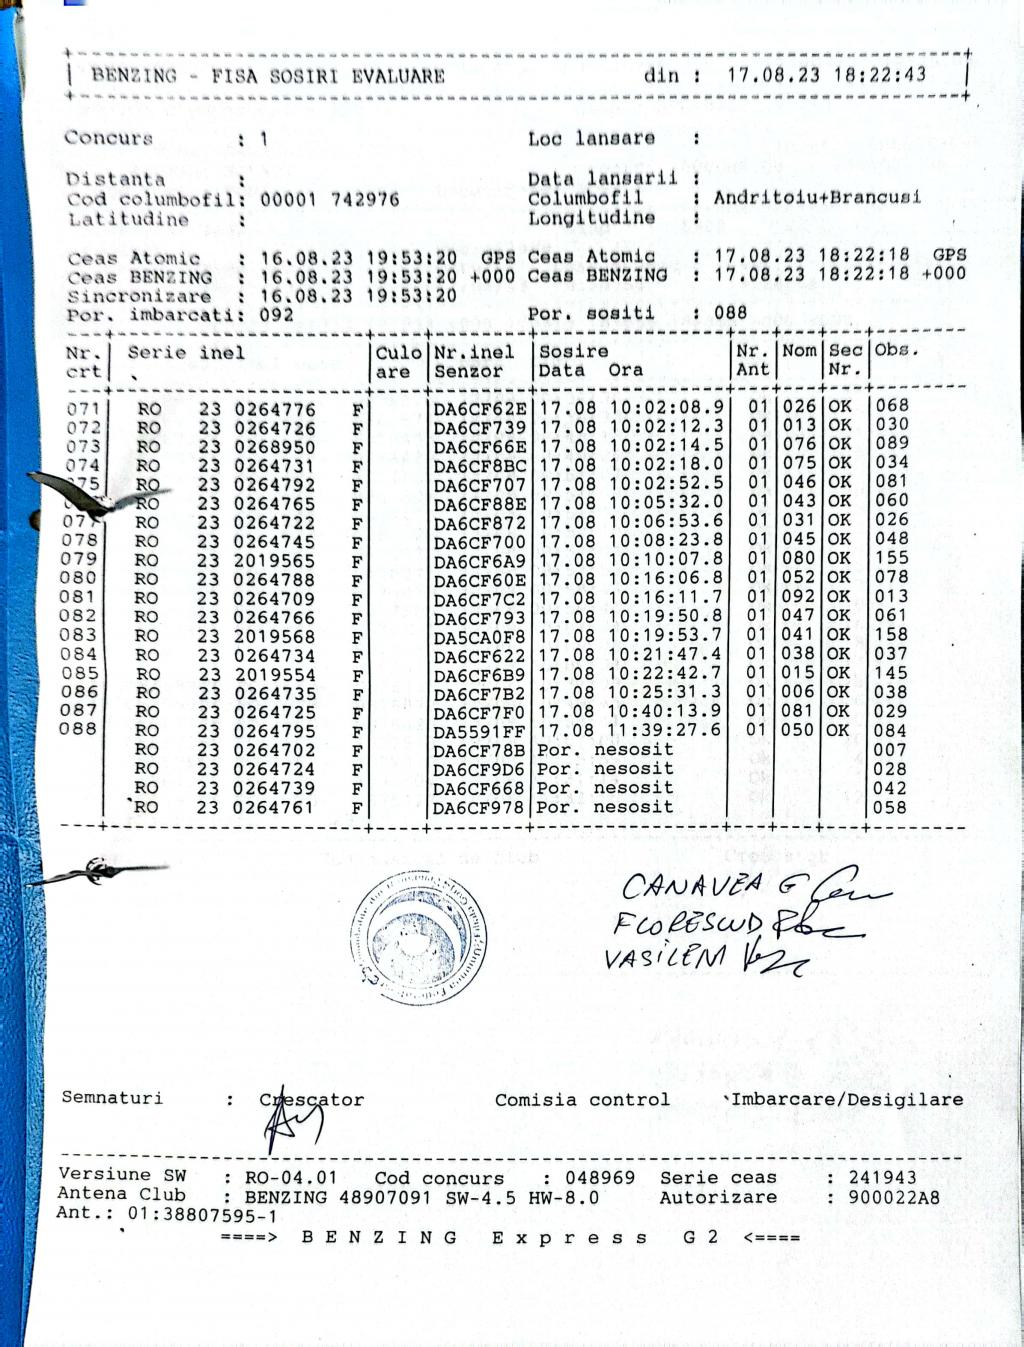 BENZING - FISA SOSIRI EVALUARE din : 17.08.23 18:22:43
Concurs : 1 Loc lansare :
Distanta : Data lansarii :
Cod columbofil: 00001 742976 Columbofil : Andritoiu+Brancusi
Latitudine : Longitudine :
Ceas Atomic : 16.08.23 19:53:20 GPS Ceas Atomic : 17.08.23 18:22:18 GPS
Ceas BENZING : 16.08.23 19:53:20 +000 Ceas BENZING : 17.08.23 18:22:18 +000
Sincronizare : 16.08.23 19:53:20
Por. imbarcati: 092 Por. sositi : 088
Nr. Serie inel Culo Nr.inel Sosire Nr. Nom Sec Obs.
crt are Senzor Data Ora Ant Nr.
071 RO 23 0264776 F DA6CF62E 17.08 10:02:08.9 01 026 OK 068
072 RO 23 0264726 F DA6CF739 17.08 10:02:12.3 01 013 OK 030
073 RO 23 0268950 F DA6CF66E 17.08 10:02:14.5 01 076 OK 089
074 RO 23 0264731 F DA6CF8BC 17.08 10:02:18.0 01 075 OK 034
075 RO 23 0264792 F DA6CF707 17.08 10:02:52.5 01 046 OK 081
RO 23 0264765 F DA6CF88E 17.08 10:05:32.0 01 043 OK 060
077 RO 23 0264722 F DA6CF872 17.08 10:06:53.6 01 031 OK 026
078 RO 23 0264745 F DA6CF700 17.08 10:08:23.8 01 045 OK 048
079 RO 23 2019565 F DA6CF6A9 17.08 10:10:07.8 01 080 OK 155
080 RO 23 0264788 F DA6CF60E 17.08 10:16:06.8 01 052 OK 078
081 RO 23 0264709 F DA6CF7C2 17.08 10:16:11.7 01 092 OK 013
082 RO 23 0264766 F DA6CF793 17.08 10:19:50.8 01 047 OK 061
083 RO 23 2019568 F DA5CA0F8 17.08 10:19:53.7 01 041 OK 158
084 RO 23 0264734 F DA6CF622 17.08 10:21:47.4 01 038 OK 037
085 RO 23 2019554 F DA6CF6B9 17.08 10:22:42.7 01 015 OK 145
086 RO 23 0264735 F DA6CF7B2 17.08 10:25:31.3 01 006 OK 038
087 RO 23 0264725 F DA6CF7F0 17.08 10:40:13.9 01 081 OK 029
088 RO 23 0264795 F DA5591FF 17.08 11:39:27.6 01 050 OK 084
RO 23 0264702 F DA6CF78B Por. nesosit 007
RO 23 0264724 F DA6CF9D6 Por. nesosit 028
RO 23 0264739 F DA6CF668 Por. nesosit 042
RO 23 0264761 F DA6CF978 Por. nesosit 058
CANAVEA G
FLORESCU D
VASILE M
Semnaturi : Crescator Comisia control Imbarcare/Desigilare
Versiune SW : RO-04.01 Cod concurs : 048969 Serie ceas : 241943
Antena Club : BENZING 48907091 SW-4.5 HW-8.0 Autorizare : 900022A8
Ant.: 01:38807595-1
====> B E N Z I N G E x p r e s s G 2 <====